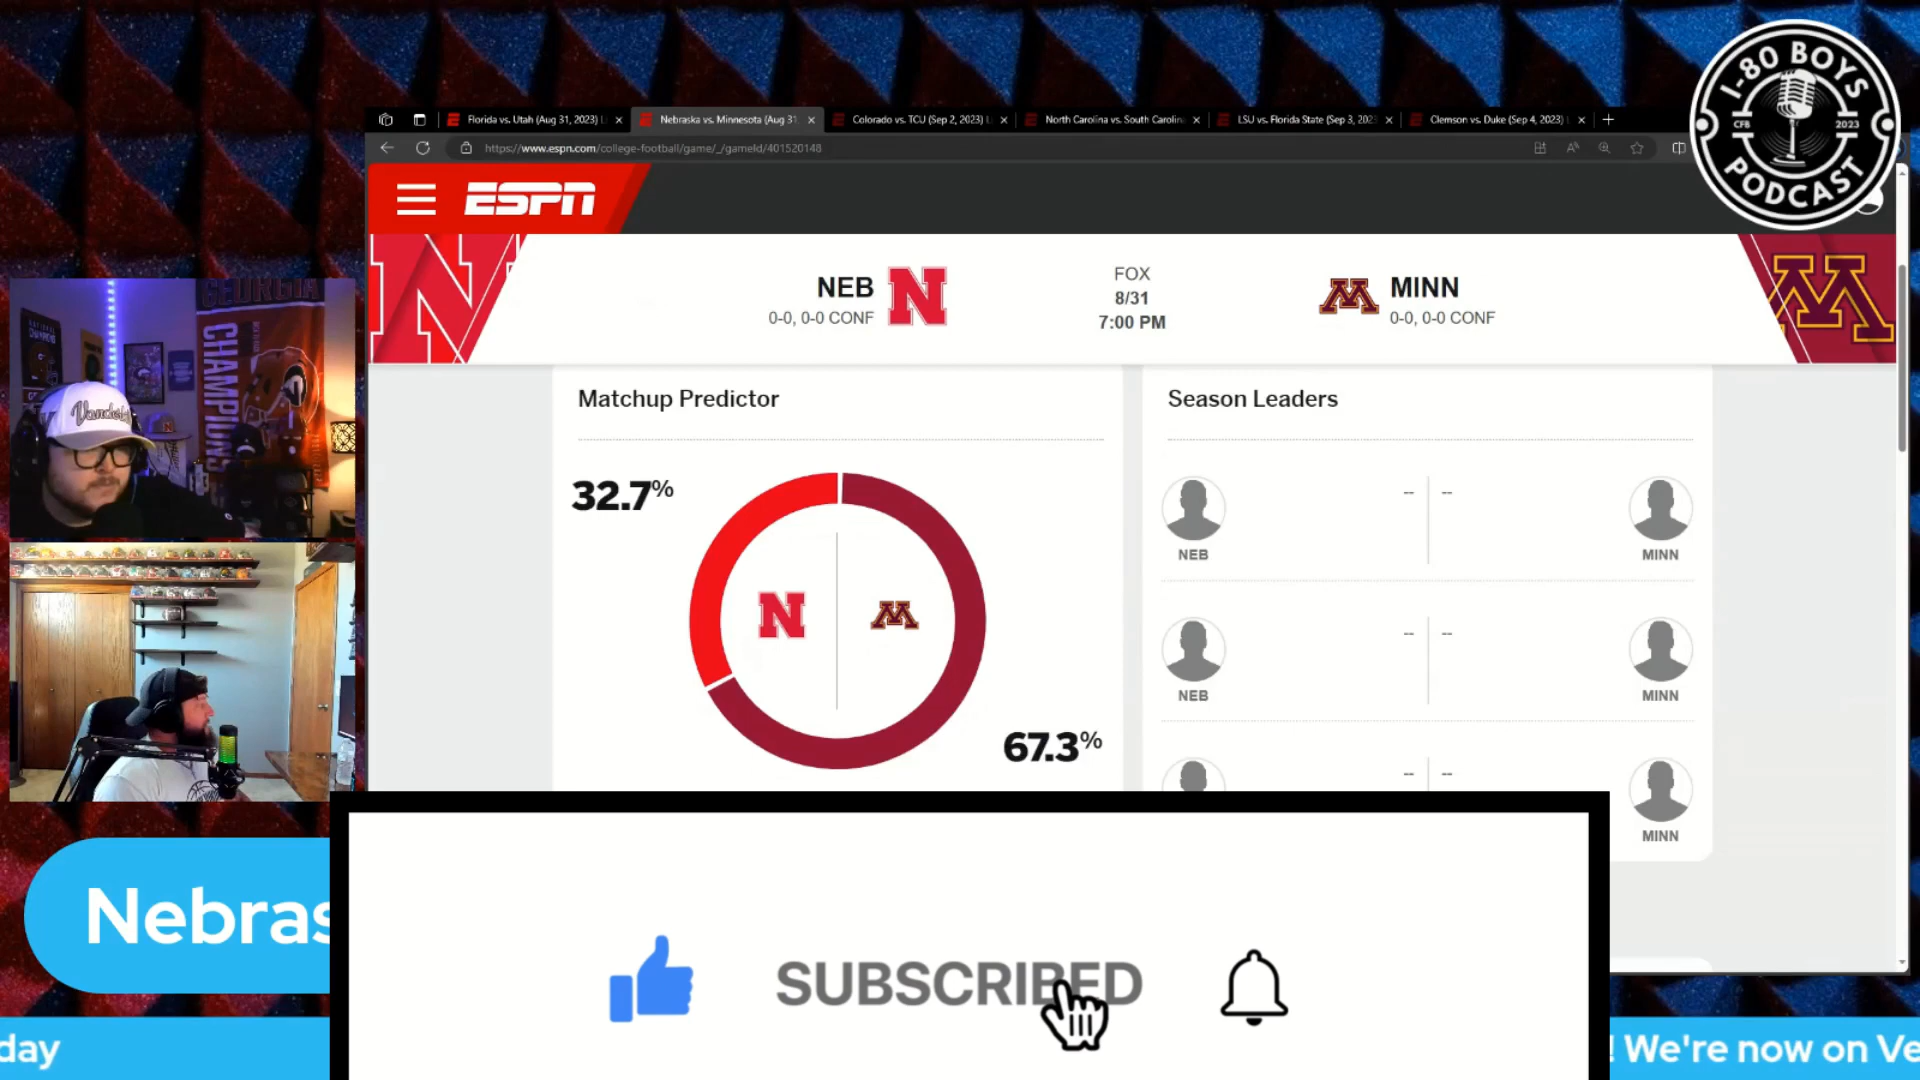 I-80 BOYS
CFB 2023
PODCAST
Florida vs. Utah (Aug 31, 2023)
Nebraska vs. Minnesota (Aug 31
Colorado vs. TCU (Sep 2, 2023)
North Carolina vs. South Carolin
LSU vs. Florida State (Sep 3, 202
Clemson vs. Duke (Sep 4, 2023)
https://www.espn.com/college-football/game/_/gameId/401520148
ESPN
NEB
0-0, 0-0 CONF
FOX
8/31
7:00 PM
MINN
0-0, 0-0 CONF
GEORGIA
CHAMPIONS
Matchup Predictor
32.7%
67.3%
Season Leaders
-- --
NEB MINN
-- --
NEB MINN
-- --
MINN
Nebras
SUBSCRIBED
day
! We're now on Ve